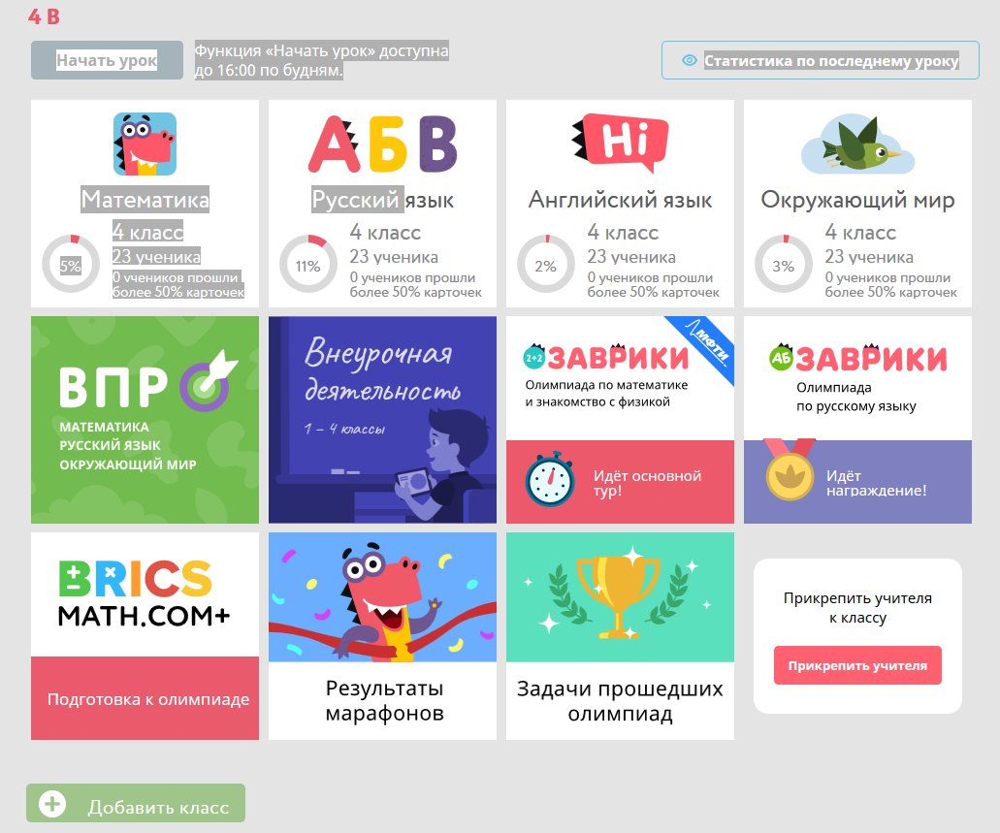 4 В
Начать урок
Функция «Начать урок» доступна
до 16:00 по будням.
Статистика по последнему уроку
Математика
4 класс
23 ученика
5%
0 учеников прошли
более 50% карточек
АБВ
Русский язык
4 класс
23 ученика
11%
0 учеников прошли
более 50% карточек
Hi
Английский язык
4 класс
23 ученика
2%
0 учеников прошли
более 50% карточек
Окружающий мир
4 класс
23 ученика
3%
0 учеников прошли
более 50% карточек
ВПР
МАТЕМАТИКА
РУССКИЙ ЯЗЫК
ОКРУЖАЮЩИЙ МИР
Внеурочная
деятельность
1 – 4 классы
МФТИ
2+2 ЗАВРИКИ
Олимпиада по математике
и знакомство с физикой
Идёт основной
тур!
АБ ЗАВРИКИ
Олимпиада
по русскому языку
Идёт
награждение!
BRICS
MATH.COM+
Подготовка к олимпиаде
Результаты
марафонов
Задачи прошедших
олимпиад
Прикрепить учителя
к классу
Прикрепить учителя
Добавить класс